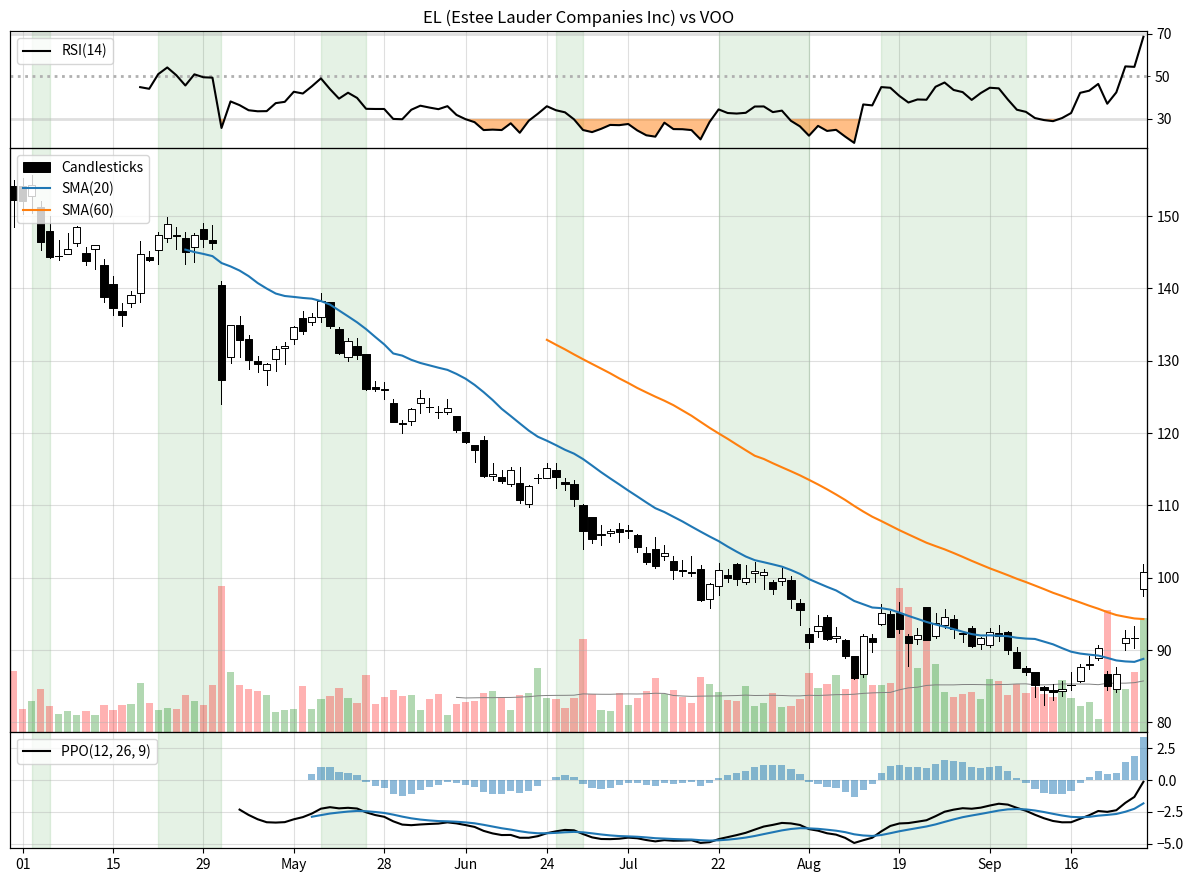 EL (Estee Lauder Companies Inc) vs VOO
RSI(14)
70
50
30
Candlesticks
SMA(20)
SMA(60)
150
140
130
120
110
100
90
80
PPO(12, 26, 9)
2.5
0.0
−2.5
−5.0
01 15 29 May 28 Jun 24 Jul 22 Aug 19 Sep 16